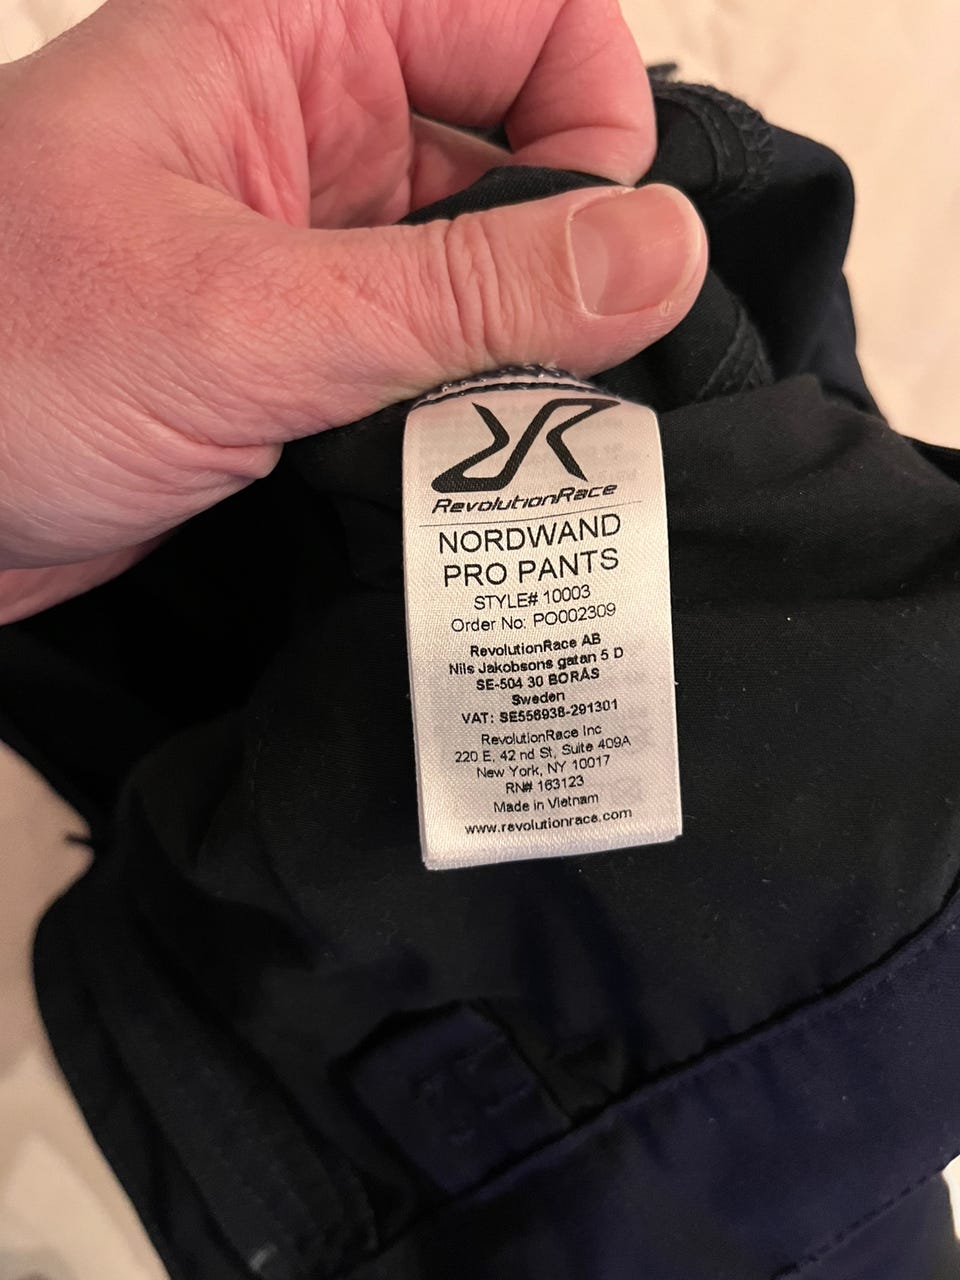 RevolutionRace
NORDWAND
PRO PANTS
STYLE# 10003
Order No: PO002309
RevolutionRace AB
Nils Jakobsons gatan 5 D
SE-504 30 BORÅS
Sweden
VAT: SE556938-291301
RevolutionRace Inc
220 E, 42 nd St, Suite 409A
New York, NY 10017
RN# 163123
Made in Vietnam
www.revolutionrace.com